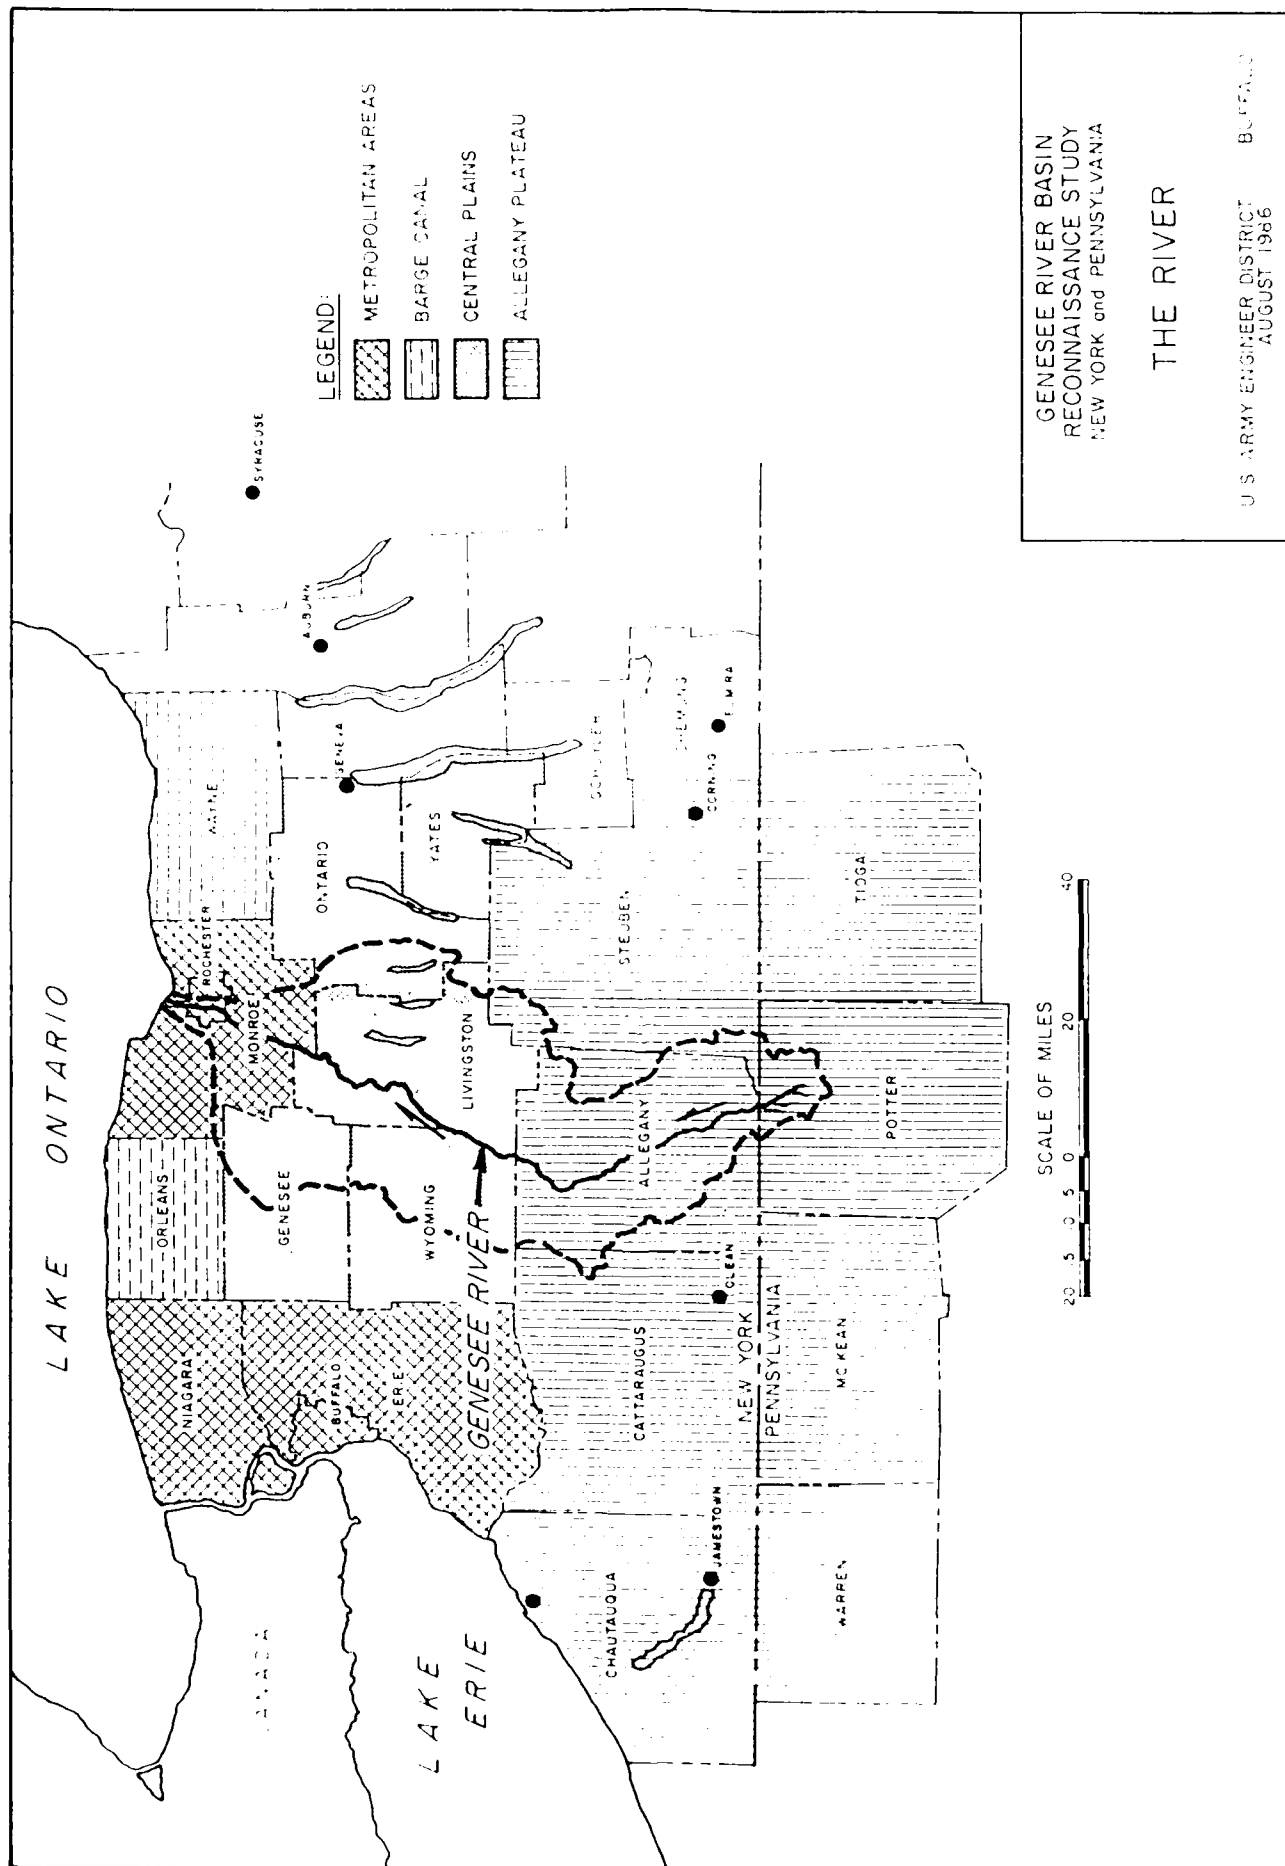 LAKE ONTARIO
LAKE
ERIE
LEGEND:
METROPOLITAN AREAS
BARGE CANAL
CENTRAL PLAINS
ALLEGANY PLATEAU
NIAGARA
ORLEANS
MONROE
ROCHESTER
WAYNE
BUFFALO
ERIE
GENESEE
WYOMING
LIVINGSTON
ONTARIO
YATES
GENEVA
AUBURN
SYRACUSE
GENESEE RIVER
CHAUTAUQUA
JAMESTOWN
CATTARAUGUS
OLEAN
ALLEGANY
STEUBEN
SCHUYLER
CHEMUNG
CORNING
ELMIRA
NEW YORK
PENNSYLVANIA
WARREN
MC KEAN
POTTER
TIOGA
SCALE OF MILES
20 5 0 5 0 20 40
GENESEE RIVER BASIN
RECONNAISSANCE STUDY
NEW YORK and PENNSYLVANIA
THE RIVER
U S ARMY ENGINEER DISTRICT BUFFALO
AUGUST 1986